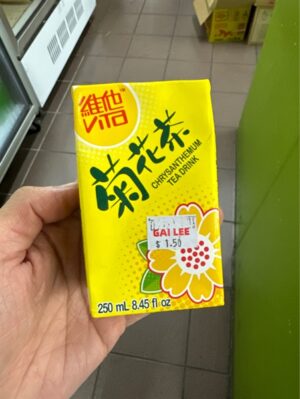 維他
VITA
TM
菊花茶
CHRYSANTHEMUM
TEA DRINK
GAI LEE
$ 1.50
250 mL 8.45 fl oz